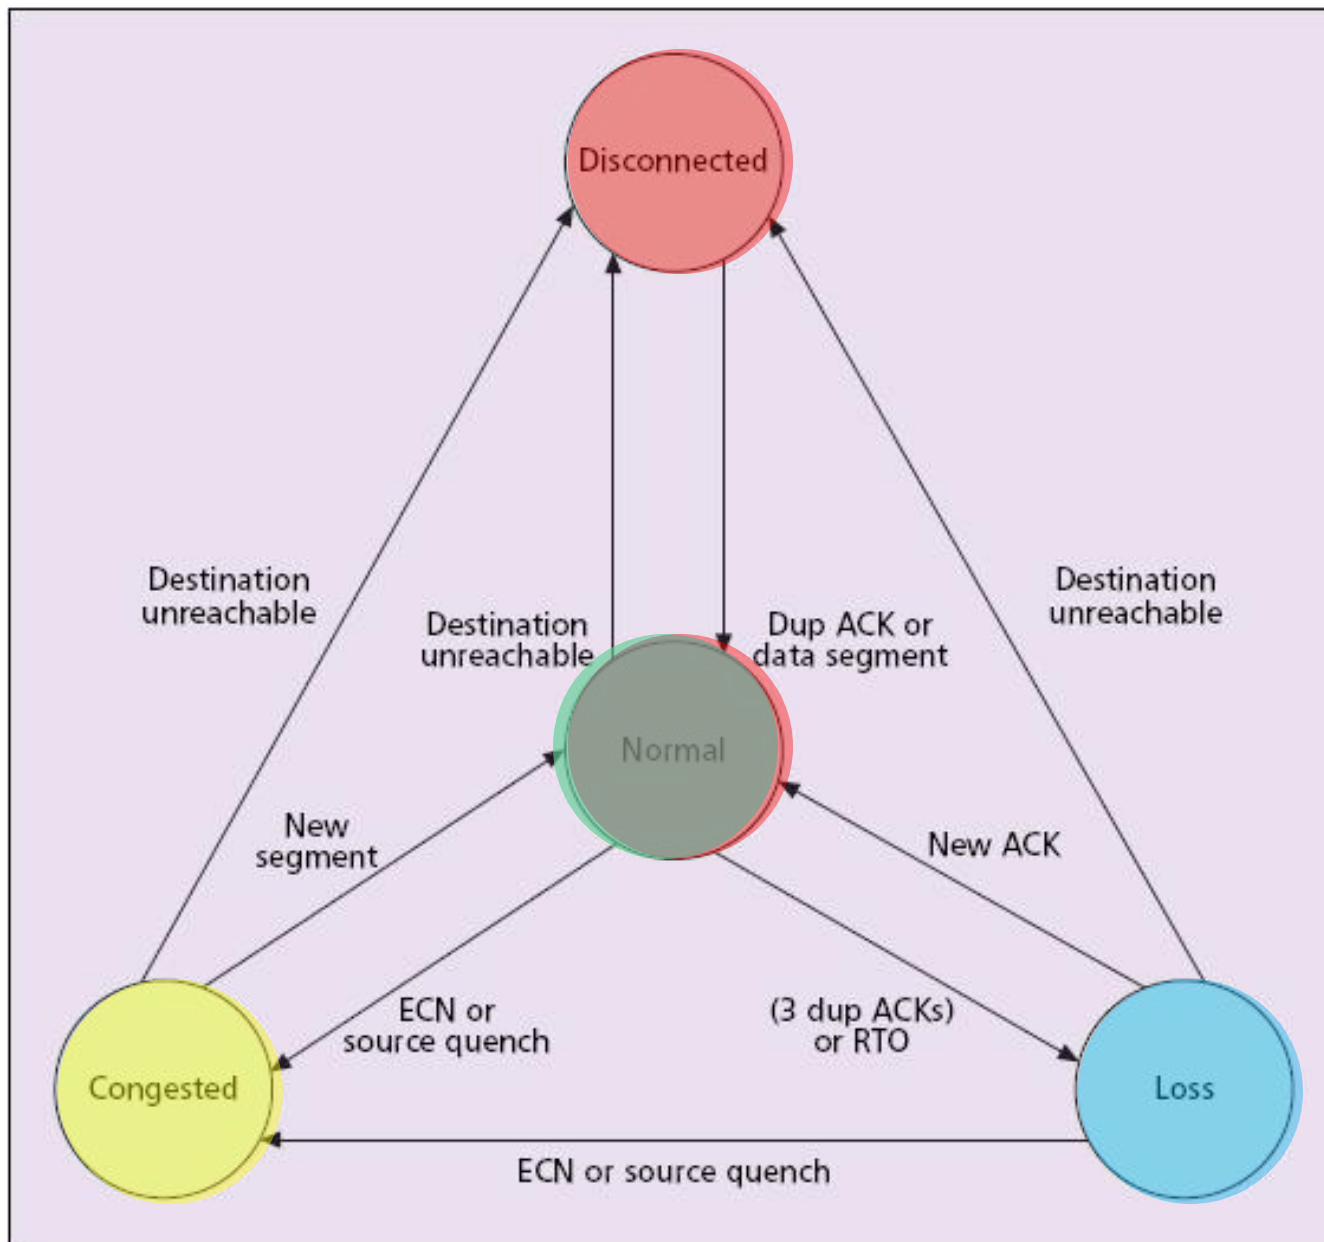 Disconnected
Destination
unreachable
Destination
unreachable
Dup ACK or
data segment
Destination
unreachable
Normal
New
segment
New ACK
ECN or
source quench
(3 dup ACKs)
or RTO
Congested
Loss
ECN or source quench